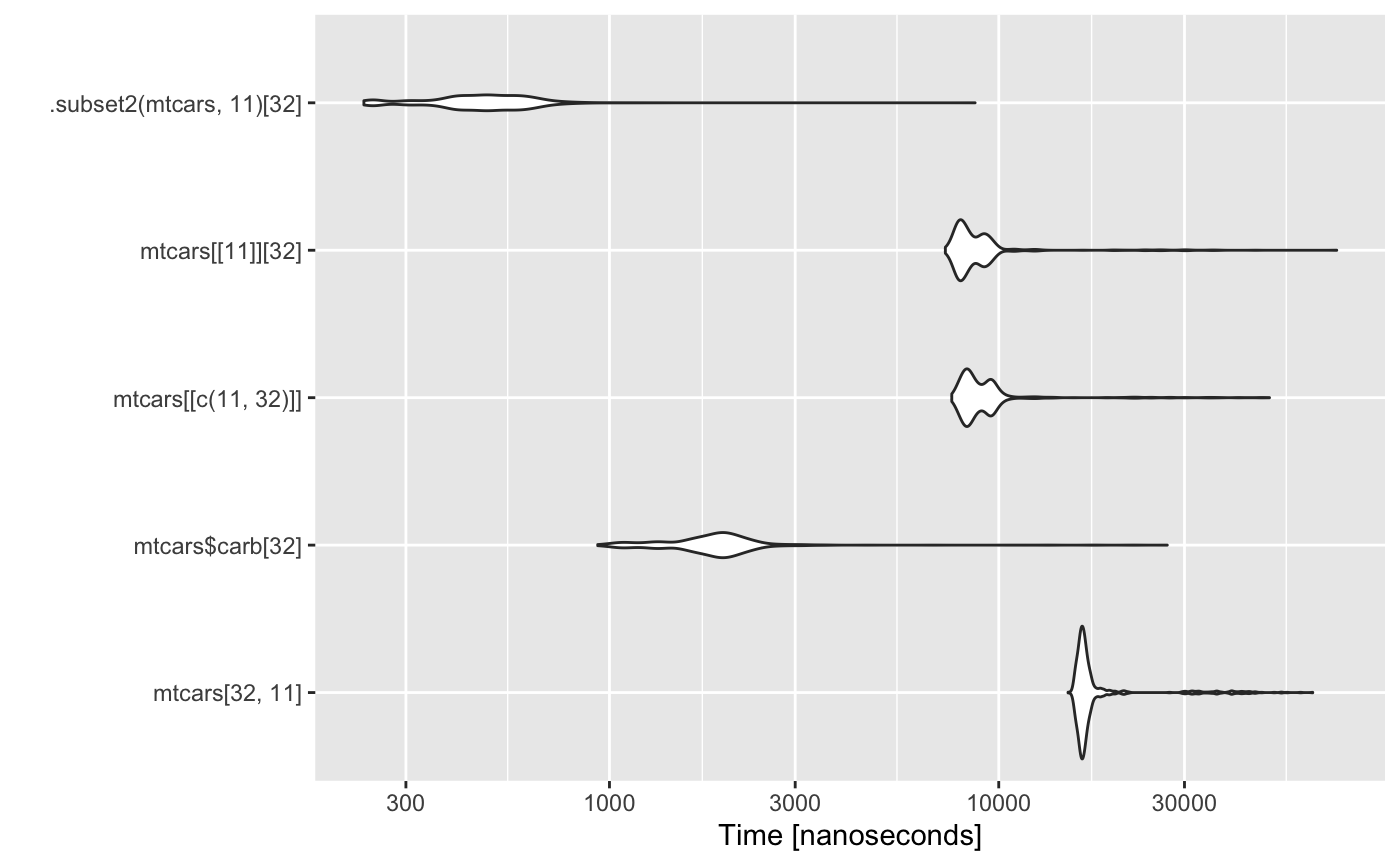 .subset2(mtcars, 11)[32]
mtcars[[11]][32]
mtcars[[c(11, 32)]]
mtcars$carb[32]
mtcars[32, 11]
300 1000 3000 10000 30000
Time [nanoseconds]